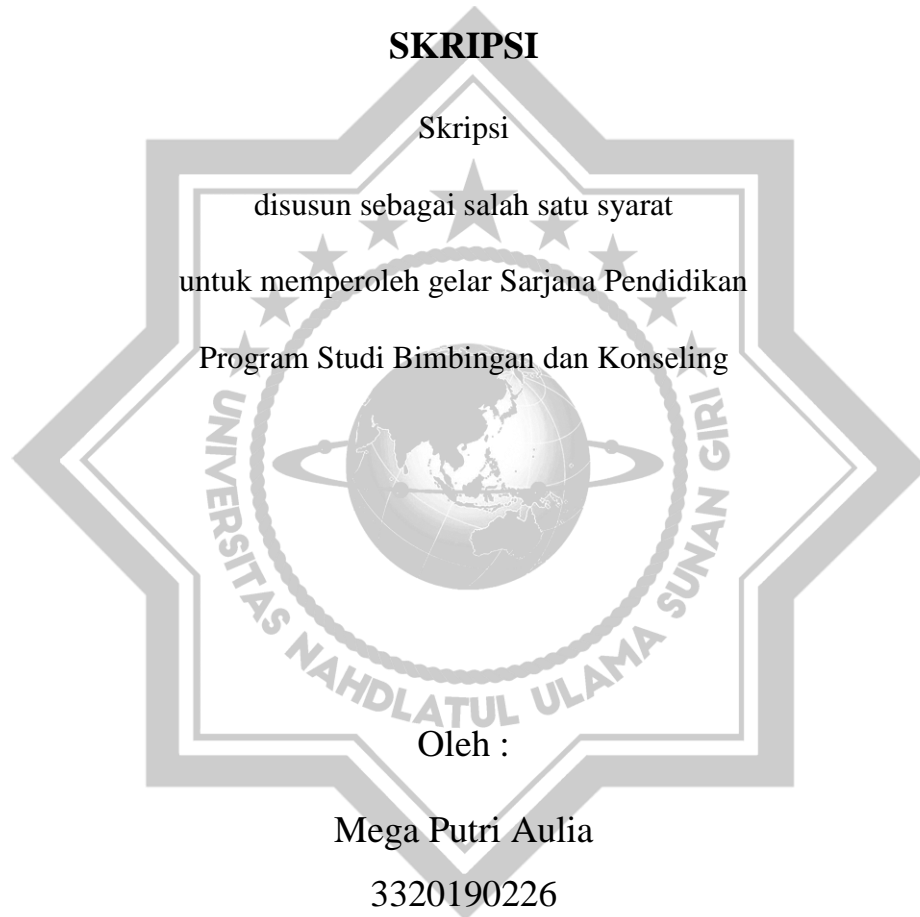 SKRIPSI
Skripsi
disusun sebagai salah satu syarat
untuk memperoleh gelar Sarjana Pendidikan
Program Studi Bimbingan dan Konseling
UNIVERSITAS NAHDLATUL ULAMA SUNAN GIRI
Oleh :
Mega Putri Aulia
3320190226